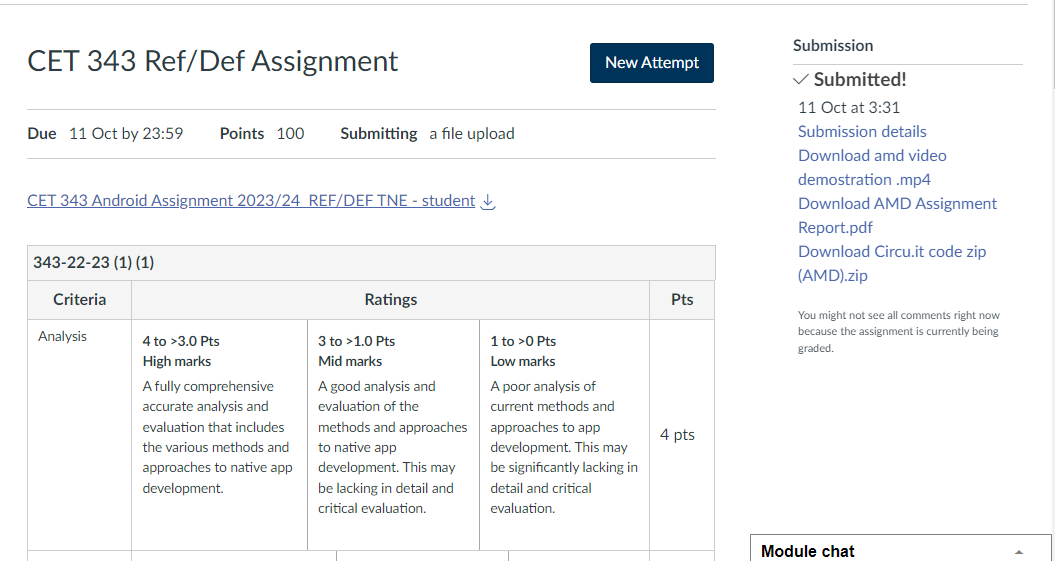 CET 343 Ref/Def Assignment
New Attempt
Due 11 Oct by 23:59 Points 100 Submitting a file upload
CET 343 Android Assignment 2023/24 REF/DEF TNE - student
343-22-23 (1) (1)
Criteria Ratings Pts
Analysis
4 to >3.0 Pts
High marks
A fully comprehensive
accurate analysis and
evaluation that includes
the various methods and
approaches to native app
development.
3 to >1.0 Pts
Mid marks
A good analysis and
evaluation of the
methods and approaches
to native app
development. This may
be lacking in detail and
critical evaluation.
1 to >0 Pts
Low marks
A poor analysis of
current methods and
approaches to app
development. This may
be significantly lacking in
detail and critical
evaluation.
4 pts
Submission
Submitted!
11 Oct at 3:31
Submission details
Download amd video
demostration .mp4
Download AMD Assignment
Report.pdf
Download Circu.it code zip
(AMD).zip
You might not see all comments right now
because the assignment is currently being
graded.
Module chat